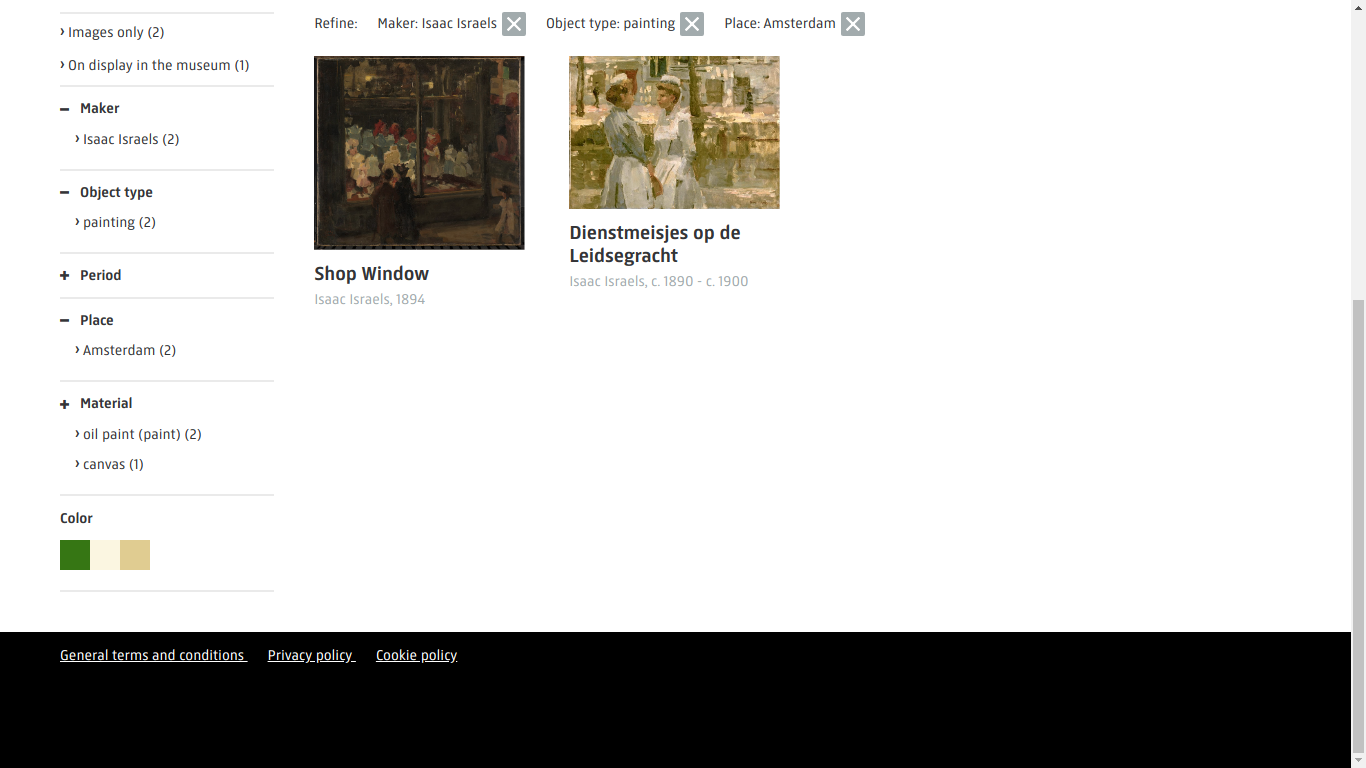 › Images only (2)
› On display in the museum (1)
Maker
› Isaac Israels (2)
Object type
› painting (2)
Period
Place
› Amsterdam (2)
Material
› oil paint (paint) (2)
› canvas (1)
Color
Refine: Maker: Isaac Israels Object type: painting Place: Amsterdam
Shop Window
Isaac Israels, 1894
Dienstmeisjes op de
Leidsegracht
Isaac Israels, c. 1890 - c. 1900
General terms and conditions Privacy policy Cookie policy